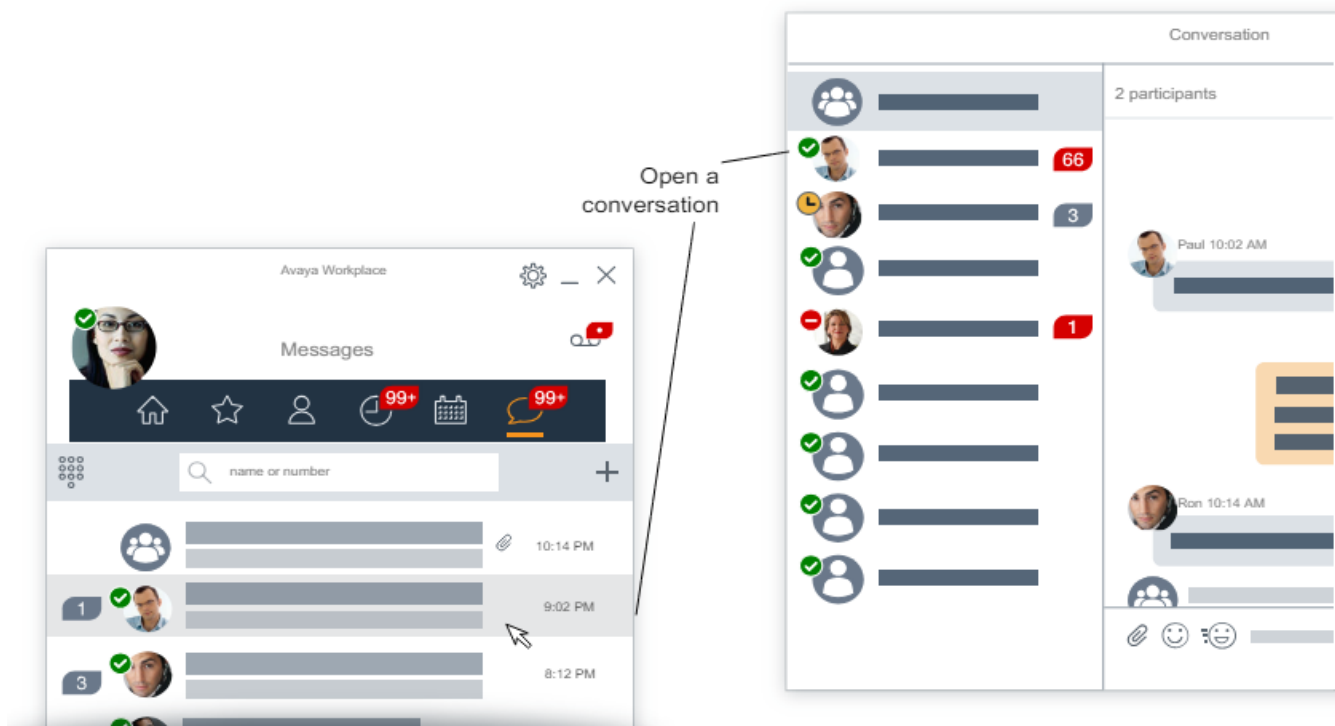 Conversation
2 participants
66
Open a
conversation
3
Paul 10:02 AM
Avaya Workplace
1
Messages
99+
99+
name or number
Ron 10:14 AM
10:14 PM
1
9:02 PM
3
8:12 PM